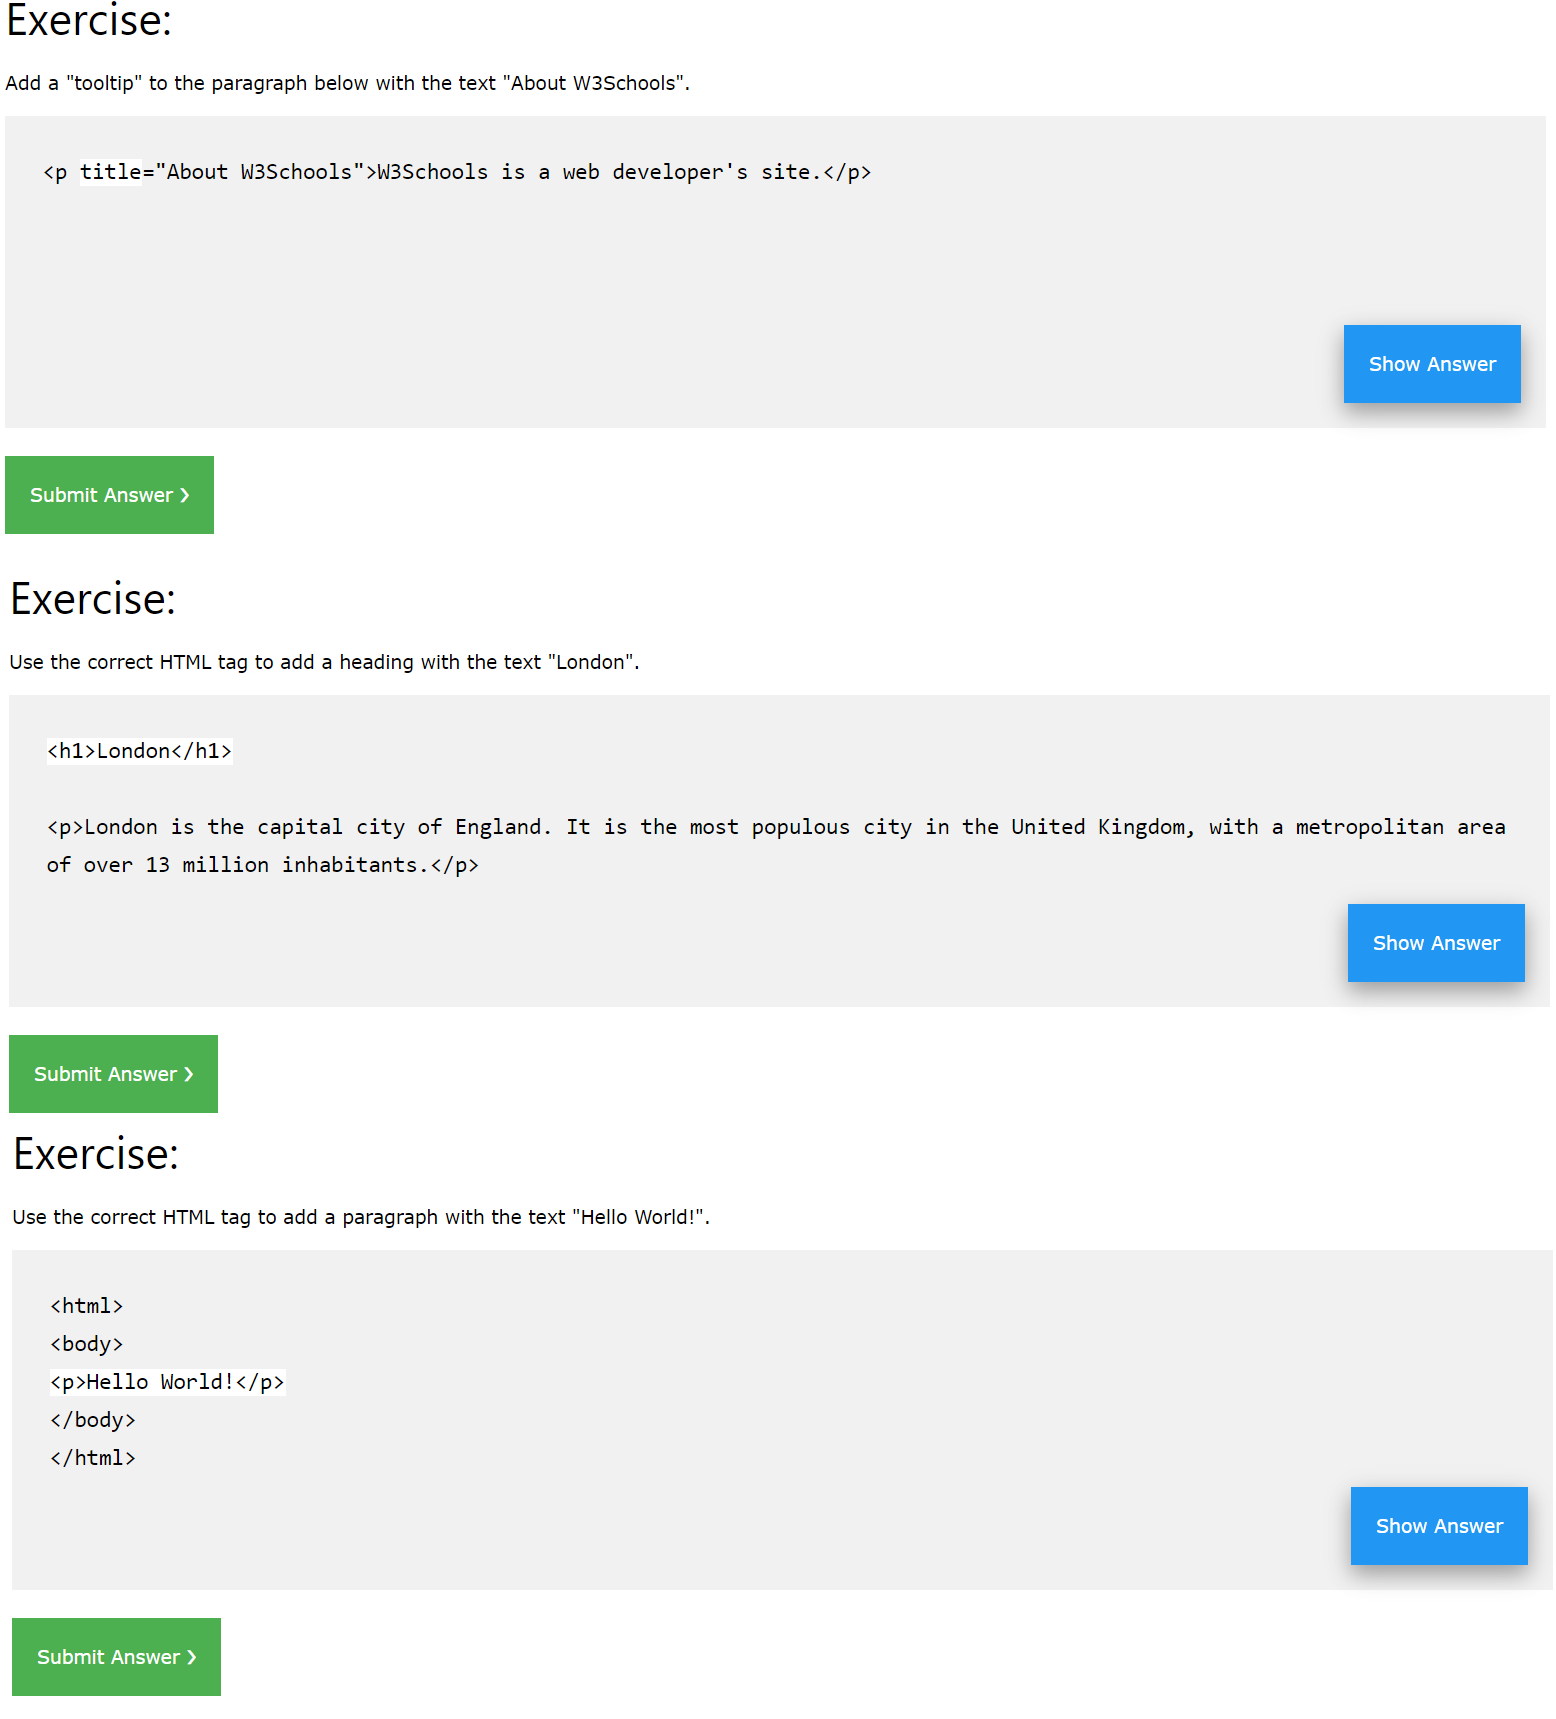 Exercise:
Add a "tooltip" to the paragraph below with the text "About W3Schools".
<p title="About W3Schools">W3Schools is a web developer's site.</p>
Show Answer
Submit Answer ❯
Exercise:
Use the correct HTML tag to add a heading with the text "London".
<h1>London</h1>
<p>London is the capital city of England. It is the most populous city in the United Kingdom, with a metropolitan area
of over 13 million inhabitants.</p>
Show Answer
Submit Answer ❯
Exercise:
Use the correct HTML tag to add a paragraph with the text "Hello World!".
<html>
<body>
<p>Hello World!</p>
</body>
</html>
Show Answer
Submit Answer ❯